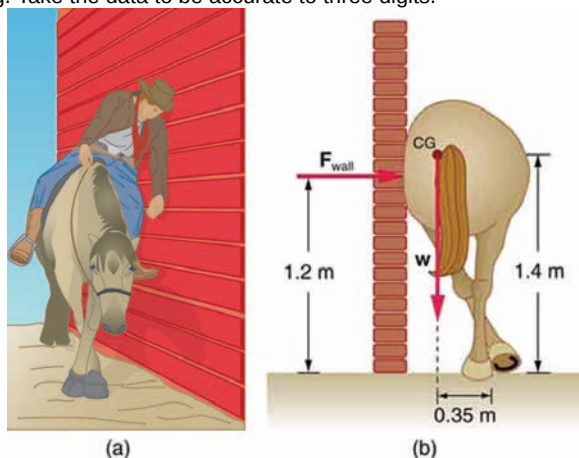 g. Take the data to be accurate to three digits.
CG
F wall
w
1.2 m
1.4 m
0.35 m
(a)
(b)